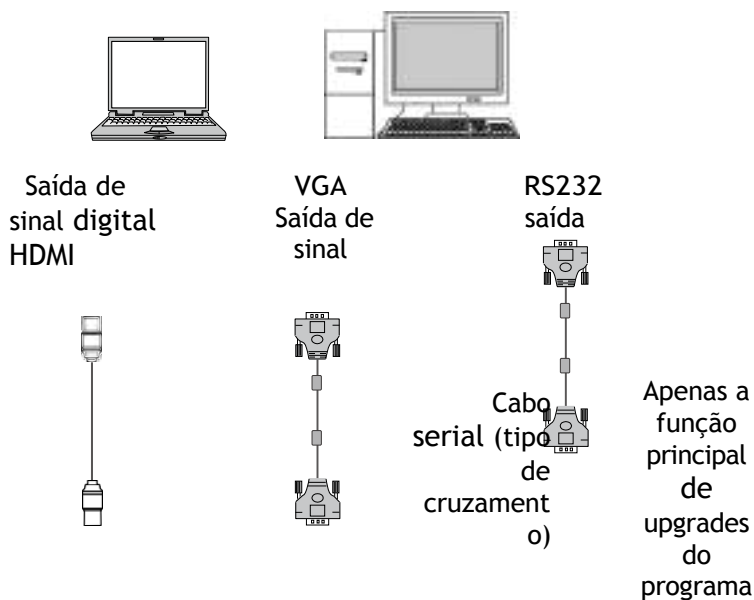 Saída de
sinal digital
HDMI
VGA
Saída de
sinal
RS232
saída
Cabo
serial (tipo
de
cruzament
o)
Apenas a
função
principal
de
upgrades
do
programa